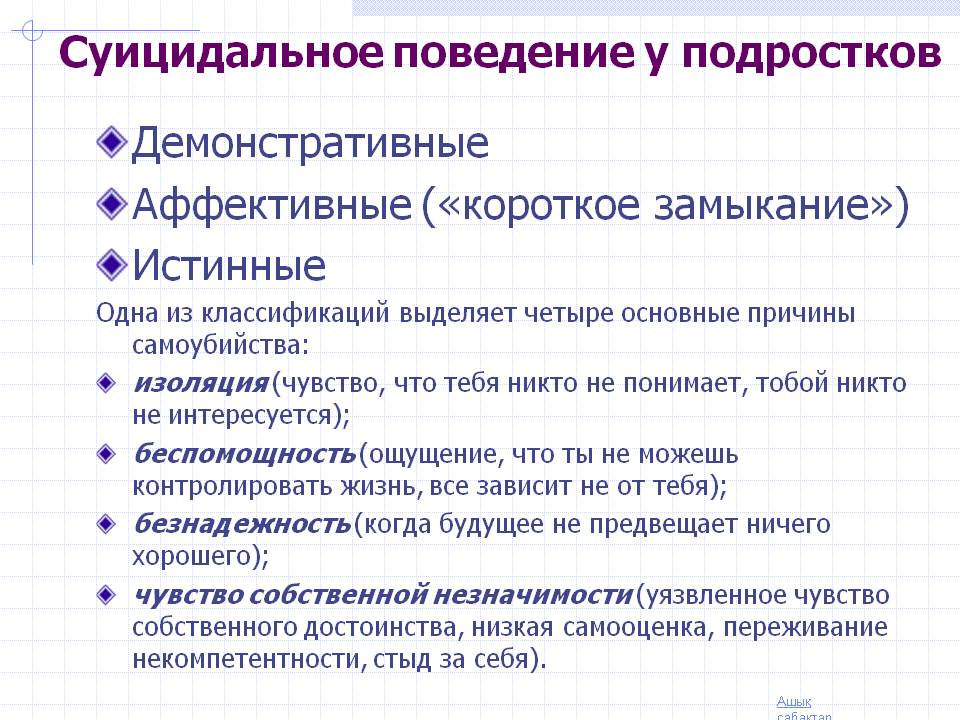 Суицидальное поведение у подростков
Демонстративные
Аффективные («короткое замыкание»)
Истинные
Одна из классификаций выделяет четыре основные причины
самоубийства:
изоляция (чувство, что тебя никто не понимает, тобой никто
не интересуется);
беспомощность (ощущение, что ты не можешь
контролировать жизнь, все зависит не от тебя);
безнадежность (когда будущее не предвещает ничего
хорошего);
чувство собственной незначимости (уязвленное чувство
собственного достоинства, низкая самооценка, переживание
некомпетентности, стыд за себя).
Ашық
сабақтар